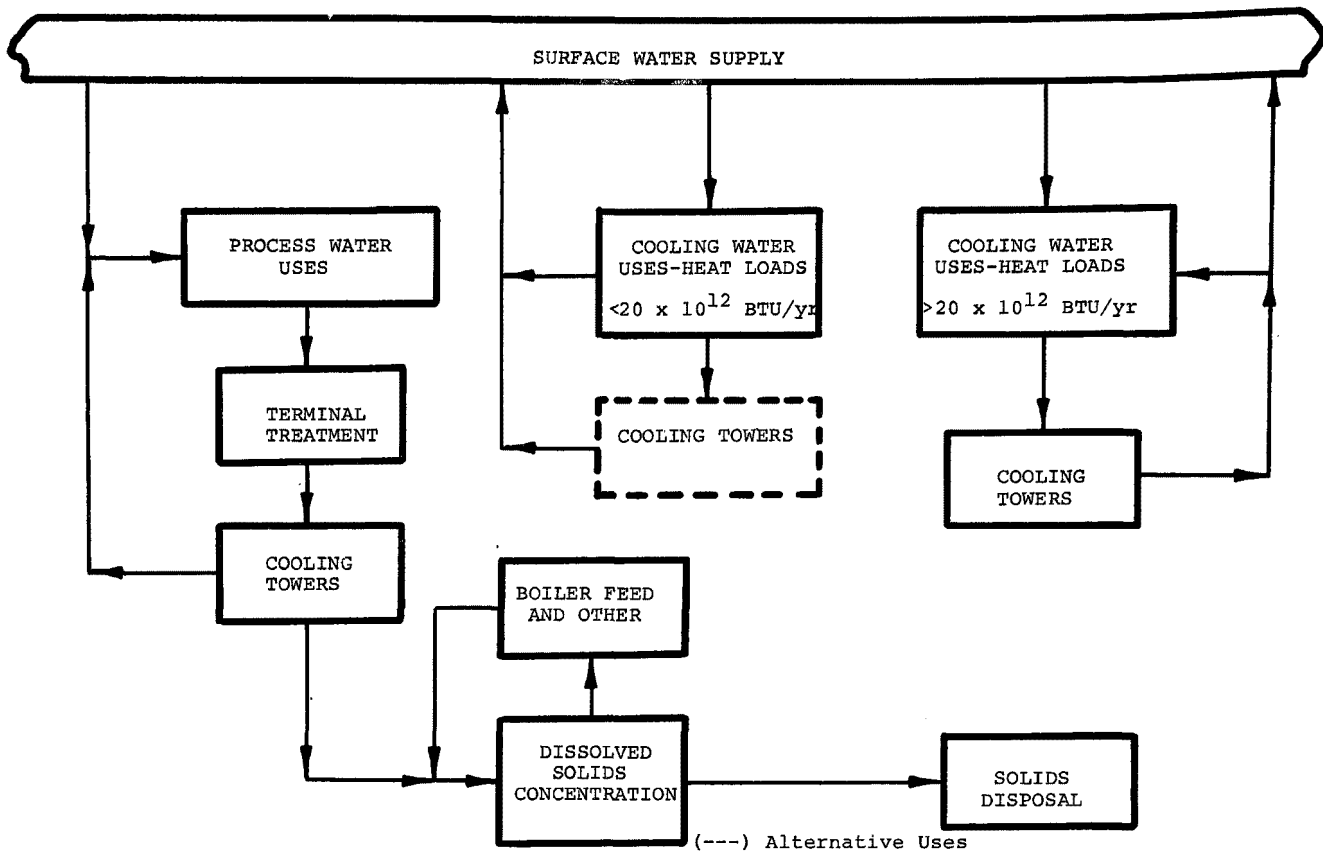 SURFACE WATER SUPPLY
PROCESS WATER
USES
COOLING WATER
USES-HEAT LOADS
<20 x 10¹² BTU/yr
COOLING WATER
USES-HEAT LOADS
>20 x 10¹² BTU/yr
TERMINAL
TREATMENT
COOLING TOWERS
COOLING
TOWERS
COOLING
TOWERS
BOILER FEED
AND OTHER
DISSOLVED
SOLIDS
CONCENTRATION
SOLIDS
DISPOSAL
(---) Alternative Uses